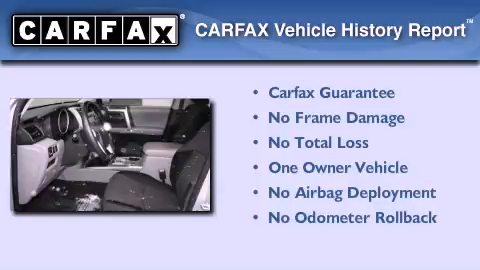 CARFAX® CARFAX Vehicle History Report™
• Carfax Guarantee
• No Frame Damage
• No Total Loss
• One Owner Vehicle
• No Airbag Deployment
• No Odometer Rollback